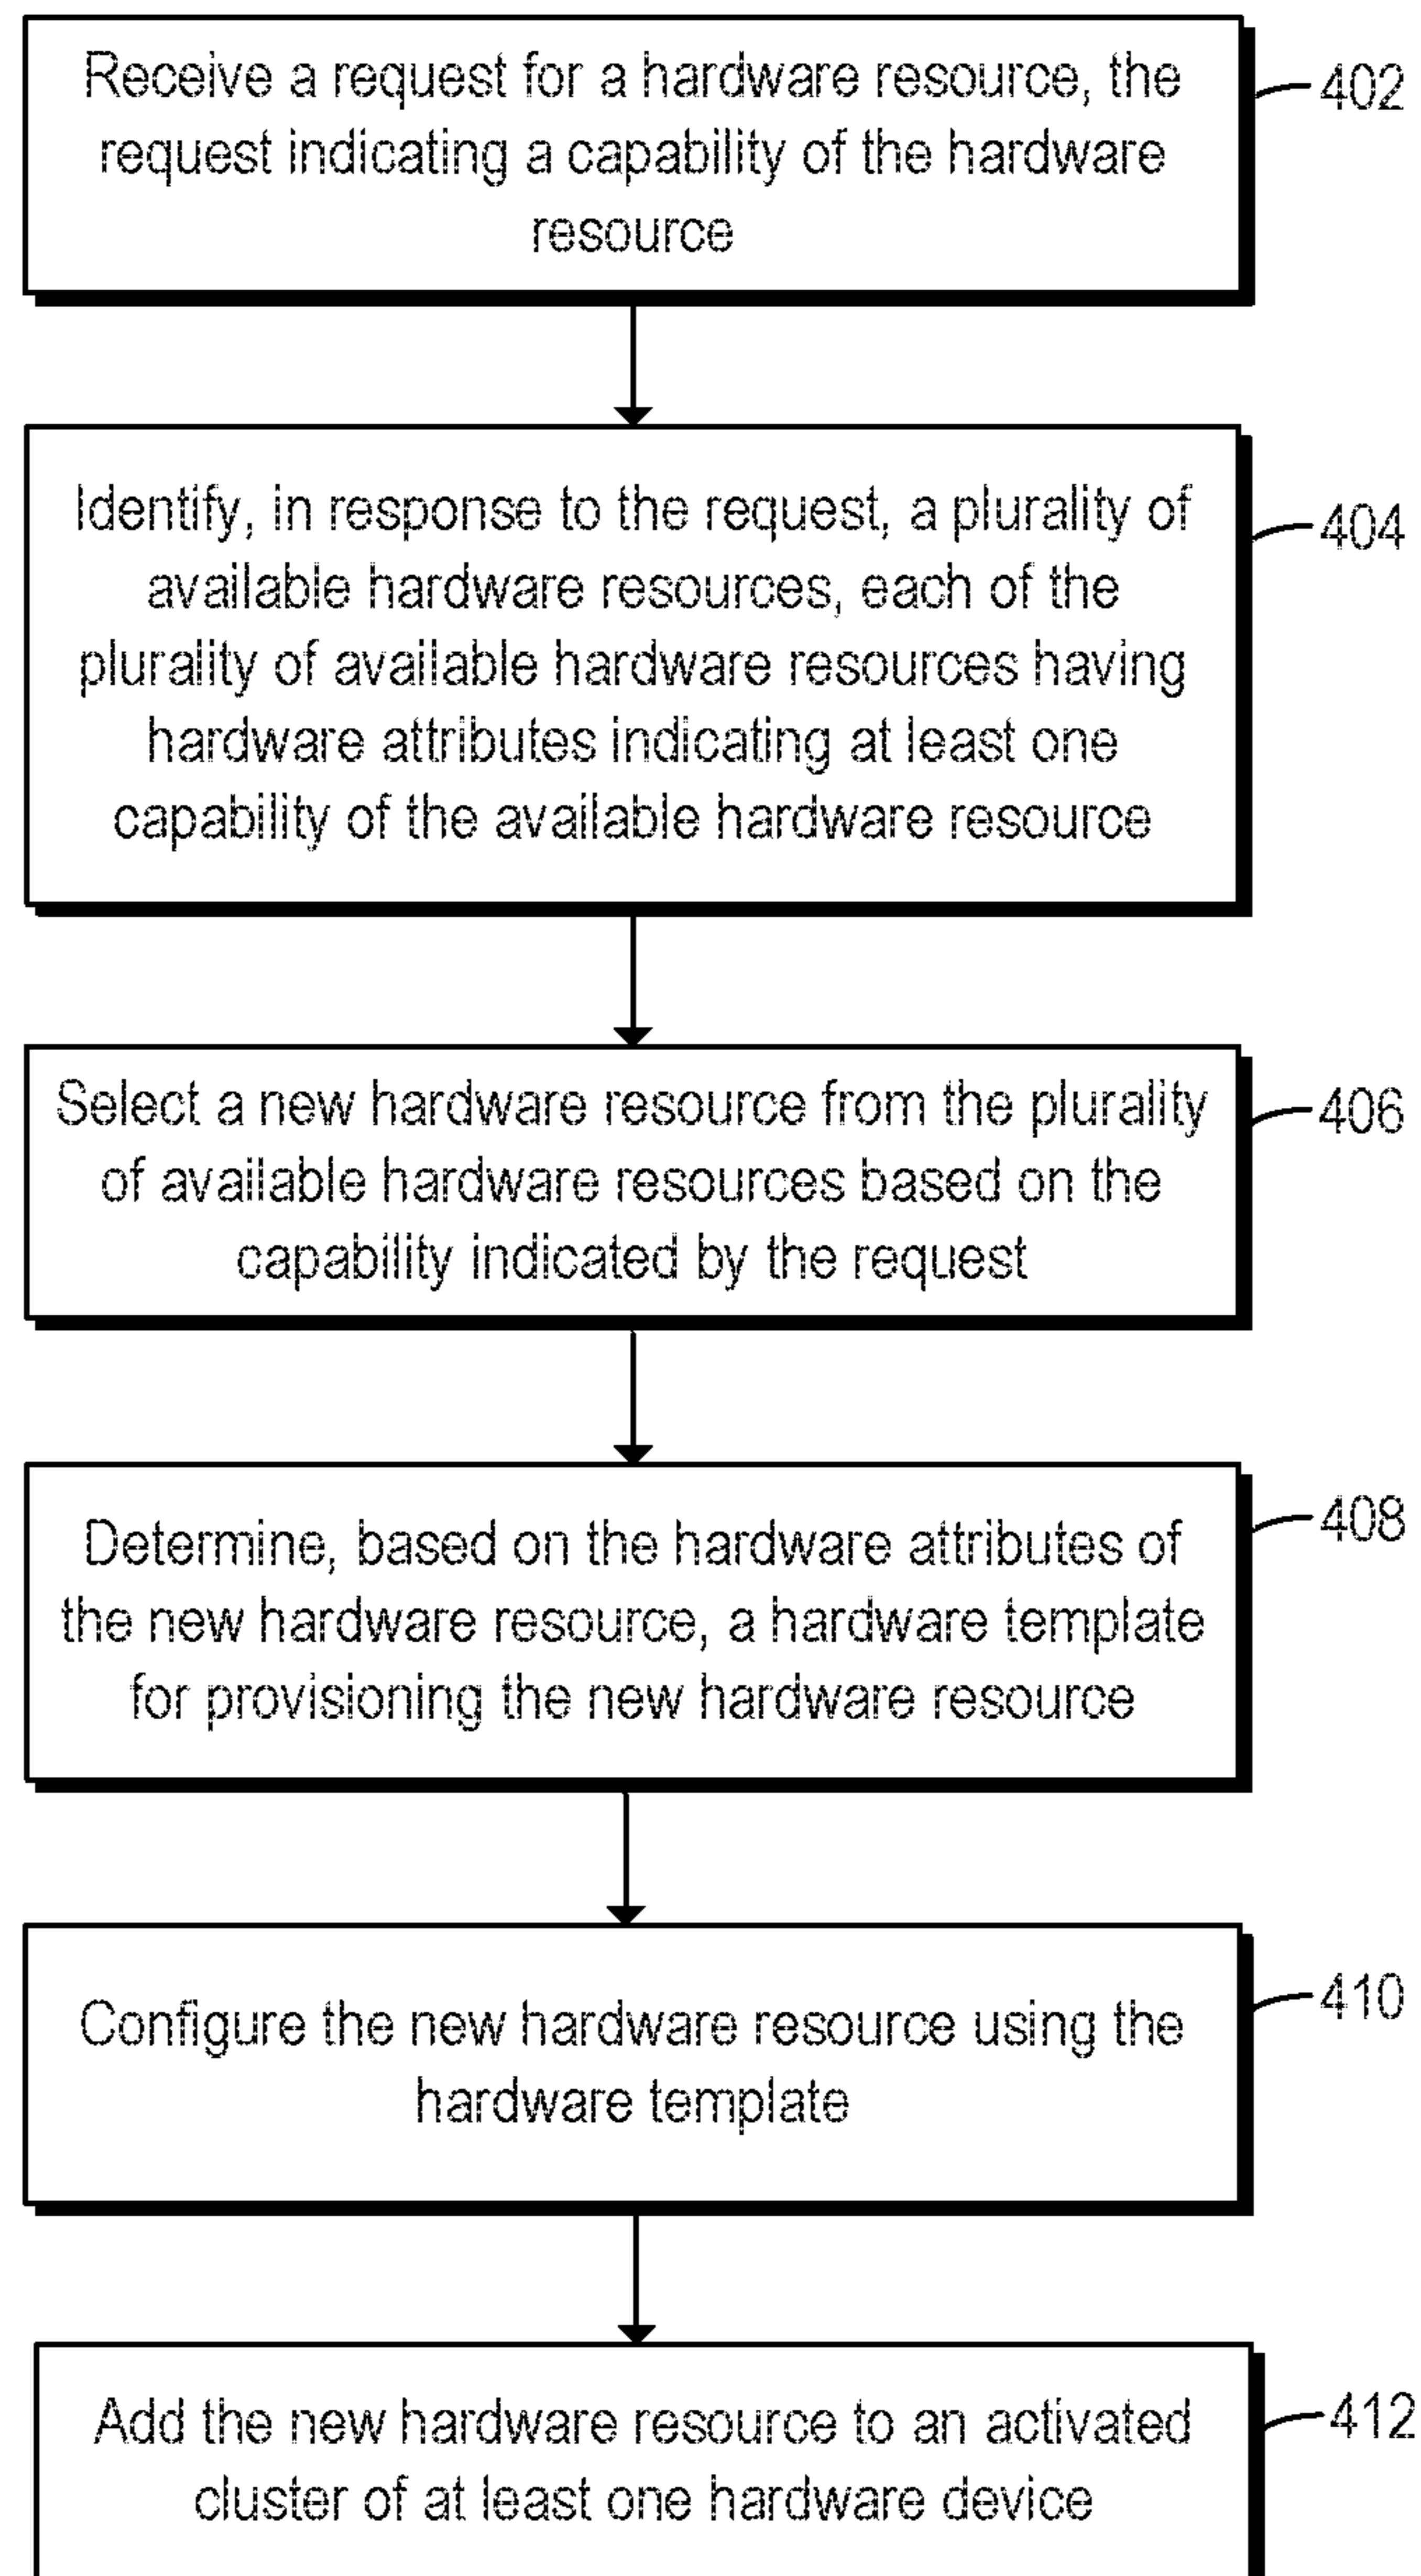 Receive a request for a hardware resource, the
request indicating a capability of the hardware
resource
402
Identify, in response to the request, a plurality of
available hardware resources, each of the
plurality of available hardware resources having
hardware attributes indicating at least one
capability of the available hardware resource
404
Select a new hardware resource from the plurality
of available hardware resources based on the
capability indicated by the request
406
Determine, based on the hardware attributes of
the new hardware resource, a hardware template
for provisioning the new hardware resource
408
Configure the new hardware resource using the
hardware template
410
Add the new hardware resource to an activated
cluster of at least one hardware device
412